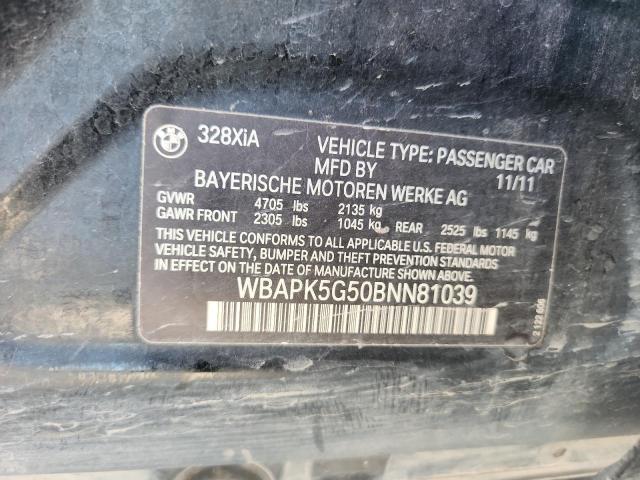 BMW
328XiA
VEHICLE TYPE: PASSENGER CAR
MFD BY 11/11
BAYERISCHE MOTOREN WERKE AG
GVWR 4705 lbs 2135 kg
GAWR FRONT 2305 lbs 1045 kg REAR 2525 lbs 1145 kg
THIS VEHICLE CONFORMS TO ALL APPLICABLE U.S. FEDERAL MOTOR
VEHICLE SAFETY, BUMPER AND THEFT PREVENTION STANDARDS
IN EFFECT ON THE DATE OF MANUFACTURE SHOWN ABOVE.
WBAPK5G50BNN81039